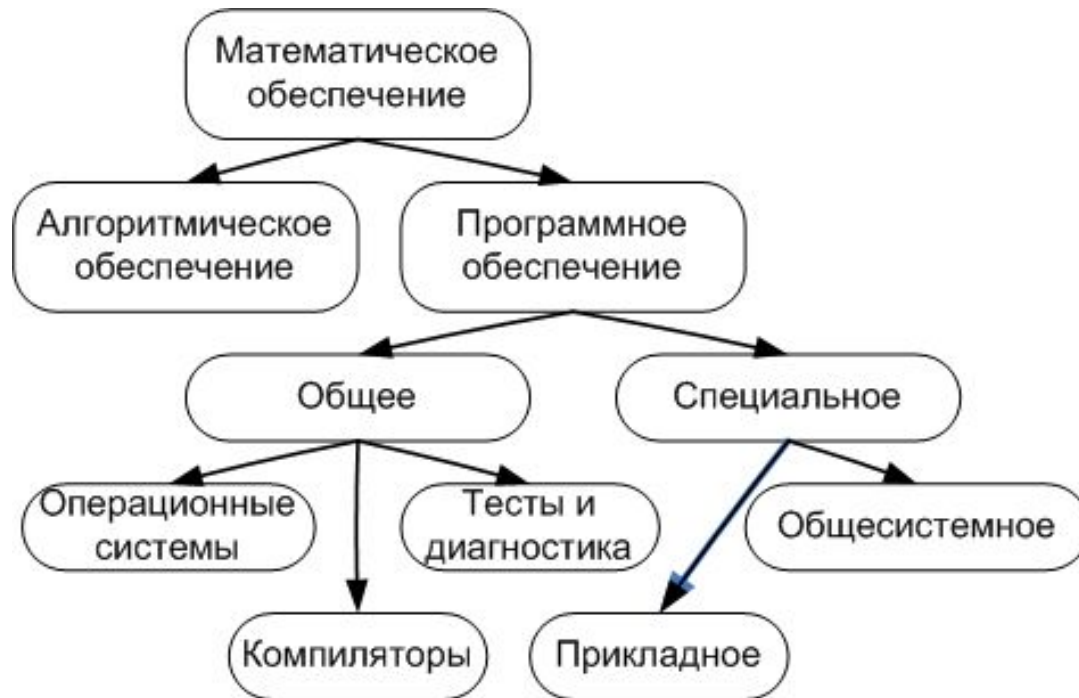 Математическое
обеспечение
Алгоритмическое
обеспечение
Программное
обеспечение
Общее
Специальное
Операционные
системы
Тесты и
диагностика
Общесистемное
Компиляторы
Прикладное